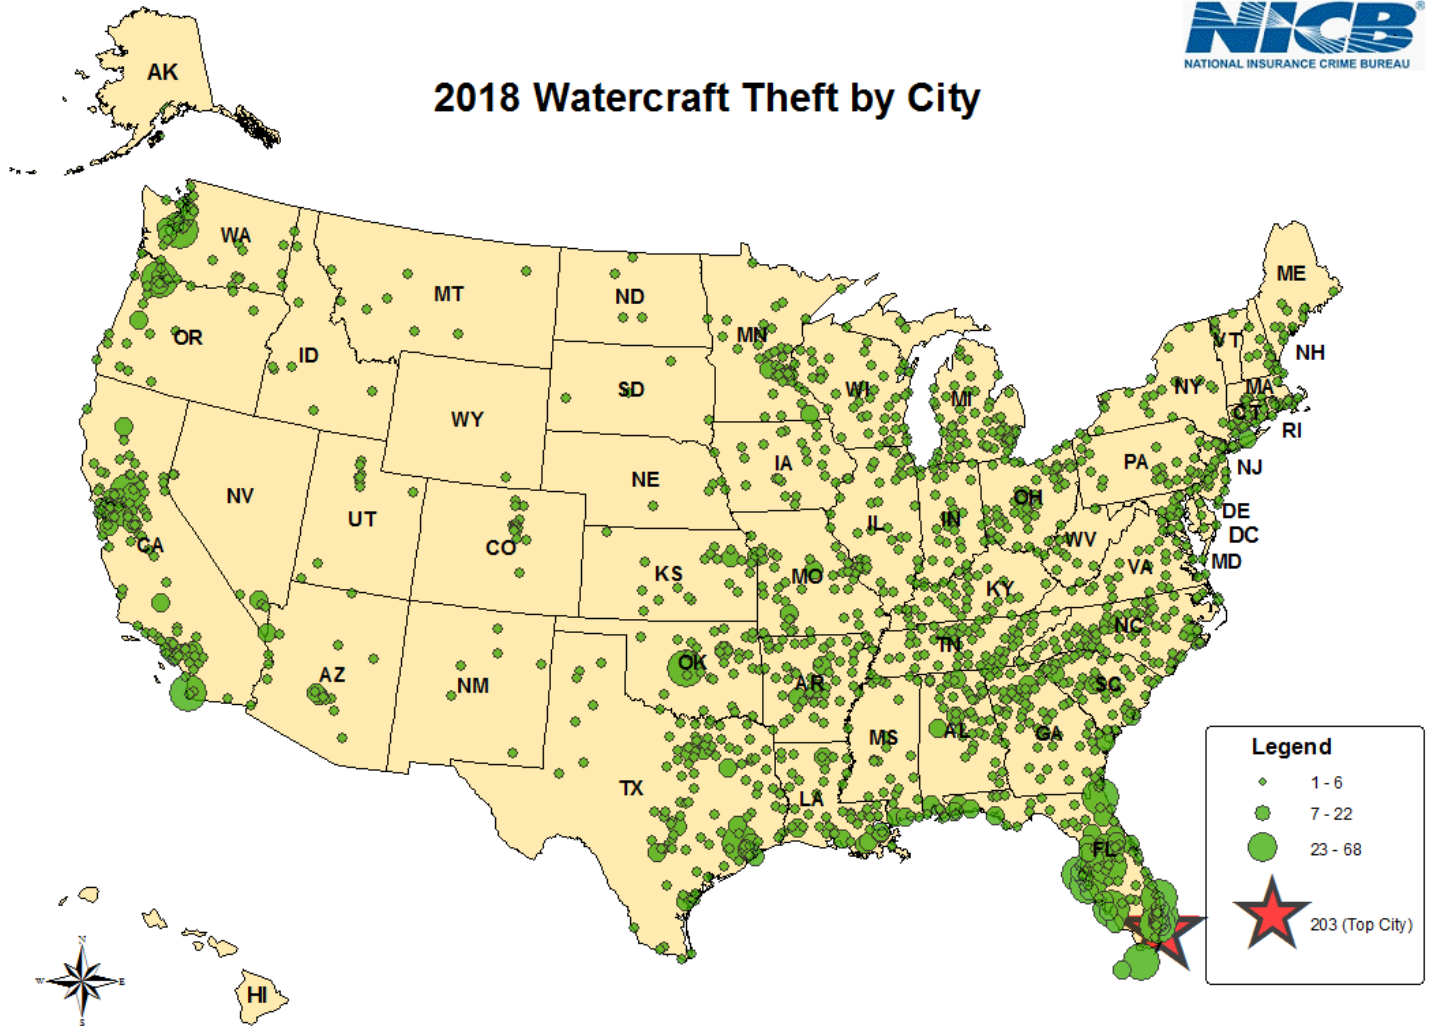 NICB®
NATIONAL INSURANCE CRIME BUREAU
AK
2018 Watercraft Theft by City
WA
MT
ND
MN
ME
OR
ID
SD
WI
MI
NY
VT
NH
MA
CT
RI
WY
IA
PA
NJ
NV
NE
IL
IN
OH
DE
DC
MD
UT
CO
CA
KS
MO
WV
VA
KY
NC
TN
AZ
NM
OK
AR
SC
MS
AL
GA
TX
LA
FL
HI
N
W
E
S
Legend
1 - 6
7 - 22
23 - 68
203 (Top City)